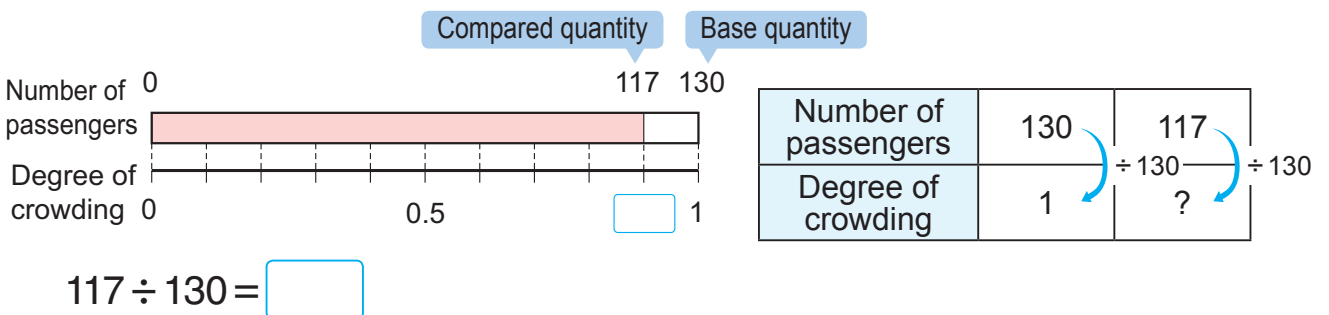 Compared quantity Base quantity
Number of passengers
0 117 130
Degree of crowding
0 0.5 1
Number of passengers 130 117
÷ 130 ÷ 130
Degree of crowding 1 ?
117 ÷ 130 =